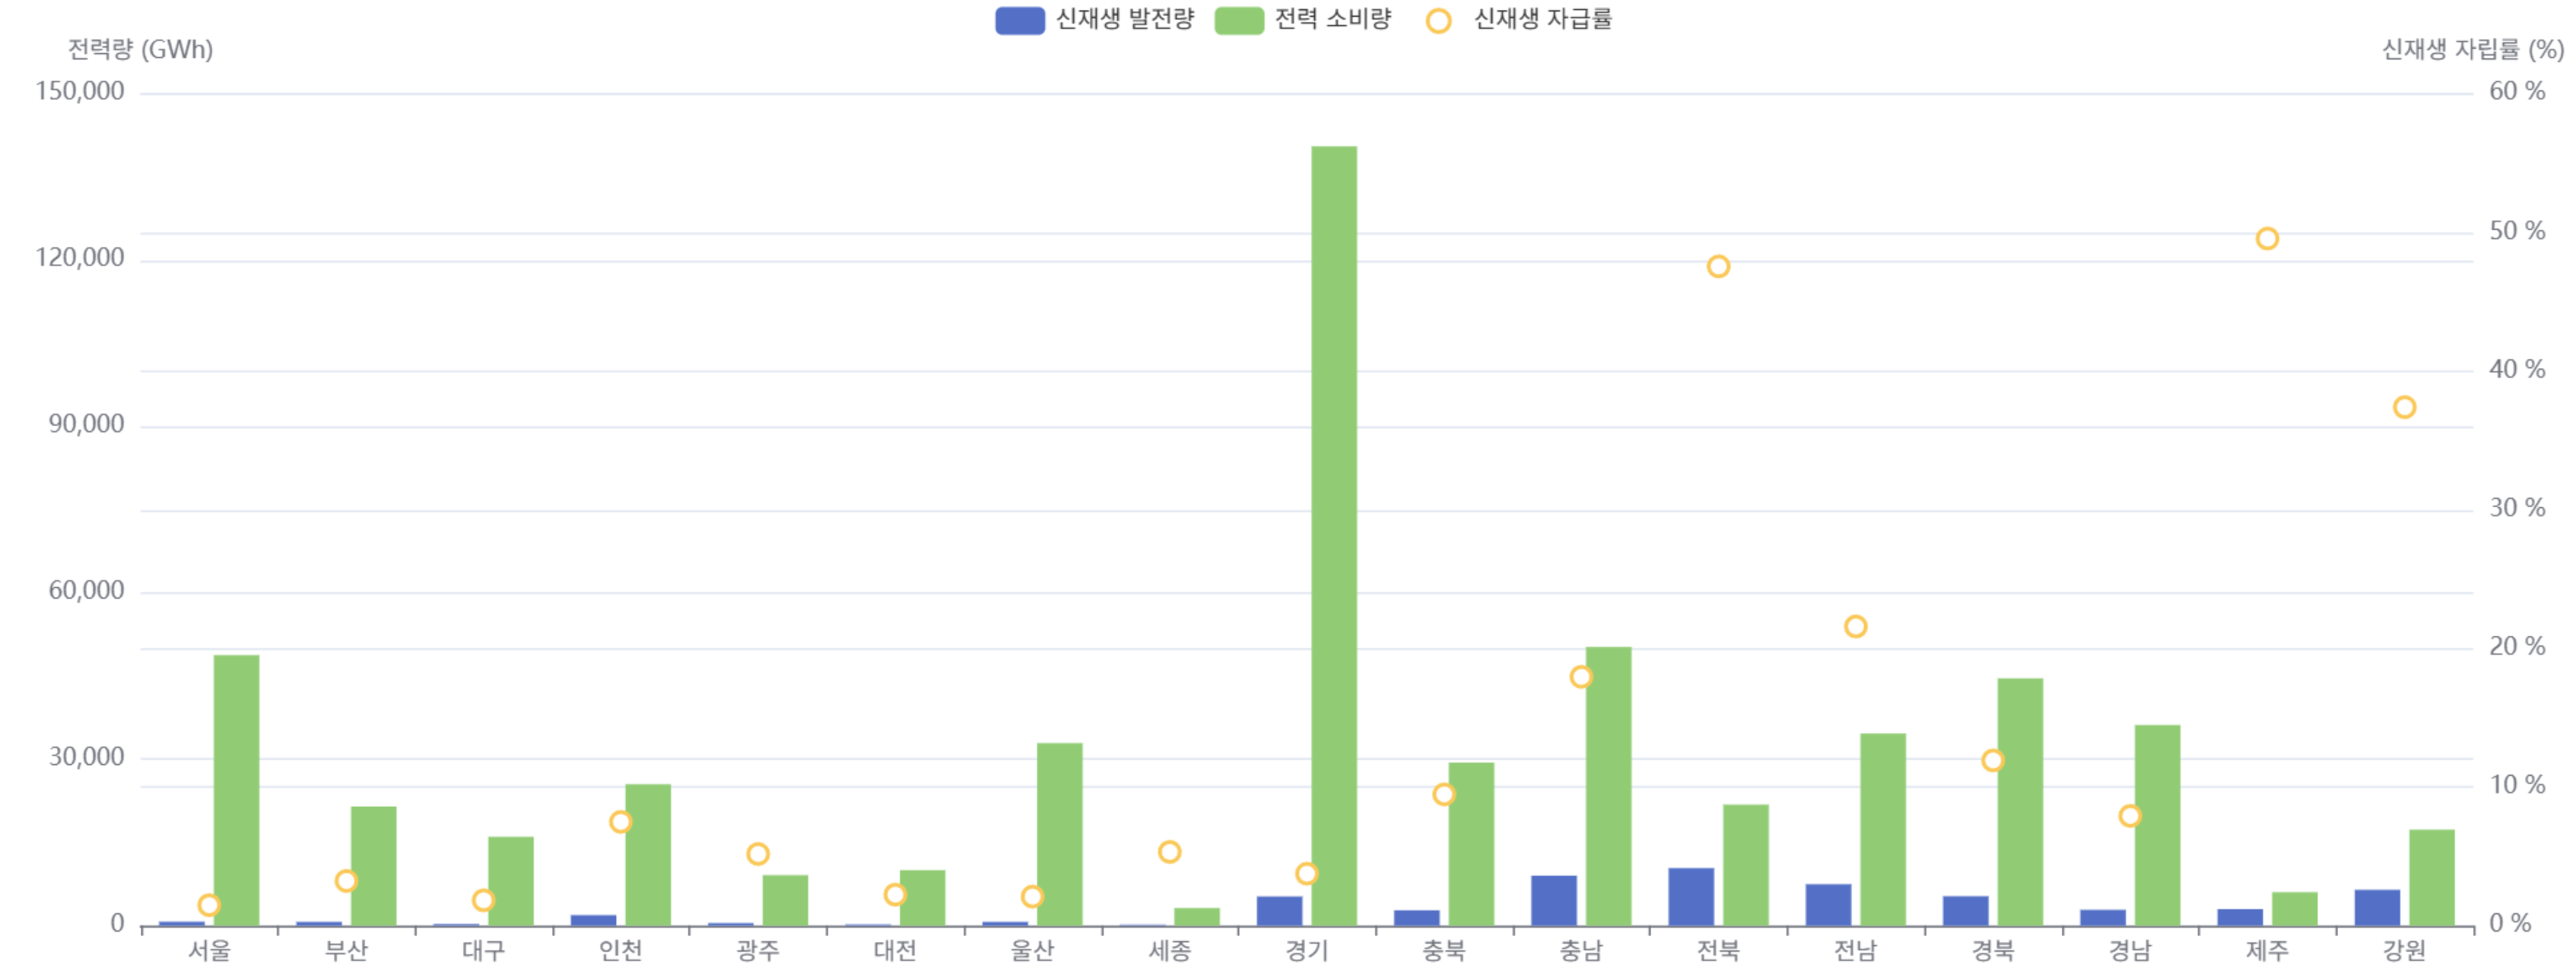 신재생 발전량 전력 소비량 신재생 자급률
전력량 (GWh) 신재생 자립률 (%)
150,000 60 %
50 %
120,000
40 %
90,000
30 %
60,000
20 %
30,000
10 %
0 0 %
서울 부산 대구 인천 광주 대전 울산 세종 경기 충북 충남 전북 전남 경북 경남 제주 강원